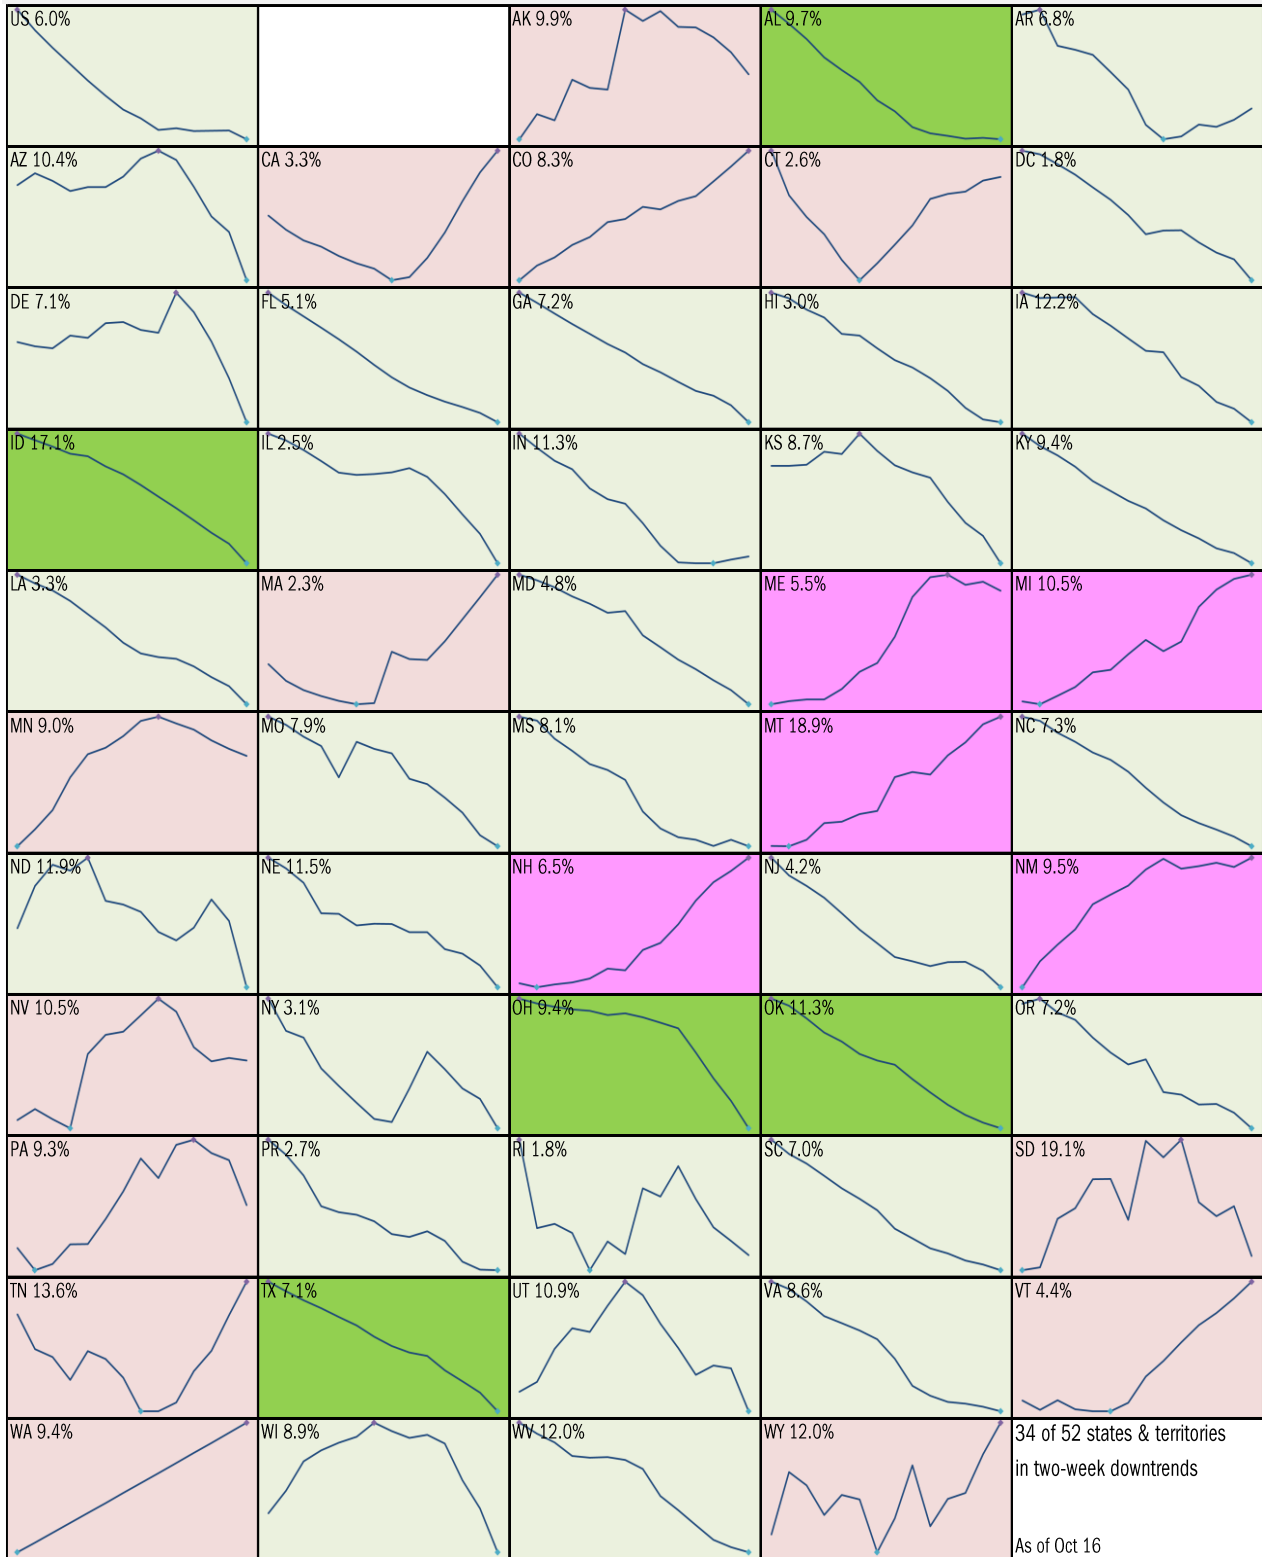 US 6.0%
AK 9.9%
AL 9.7%
AR 6.8%
AZ 10.4%
CA 3.3%
CO 8.3%
CT 2.6%
DC 1.8%
DE 7.1%
FL 5.1%
GA 7.2%
HI 3.0%
IA 12.2%
ID 17.1%
IL 2.5%
IN 11.3%
KS 8.7%
KY 9.4%
LA 3.3%
MA 2.3%
MD 4.8%
ME 5.5%
MI 10.5%
MN 9.0%
MO 7.9%
MS 8.1%
MT 18.9%
NC 7.3%
ND 11.9%
NE 11.5%
NH 6.5%
NJ 4.2%
NM 9.5%
NV 10.5%
NY 3.1%
OH 9.4%
OK 11.3%
OR 7.2%
PA 9.3%
PR 2.7%
RI 1.8%
SC 7.0%
SD 19.1%
TN 13.6%
TX 7.1%
UT 10.9%
VA 8.6%
VT 4.4%
WA 9.4%
WI 8.9%
WV 12.0%
WY 12.0%
34 of 52 states & territories
in two-week downtrends
As of Oct 16